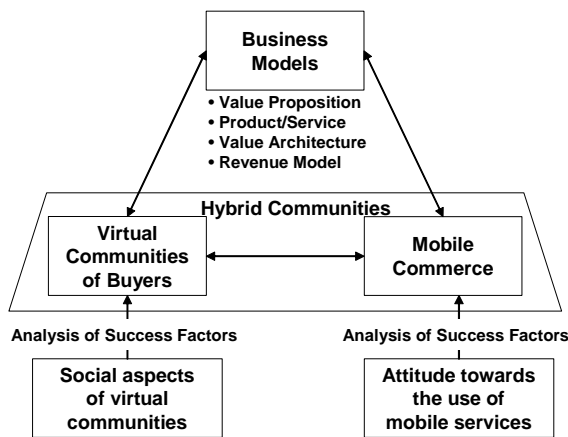 Business
Models
• Value Proposition
• Product/Service
• Value Architecture
• Revenue Model
Hybrid Communities
Virtual
Communities
of Buyers
Mobile
Commerce
Analysis of Success Factors
Analysis of Success Factors
Social aspects
of virtual
communities
Attitude towards
the use of
mobile services